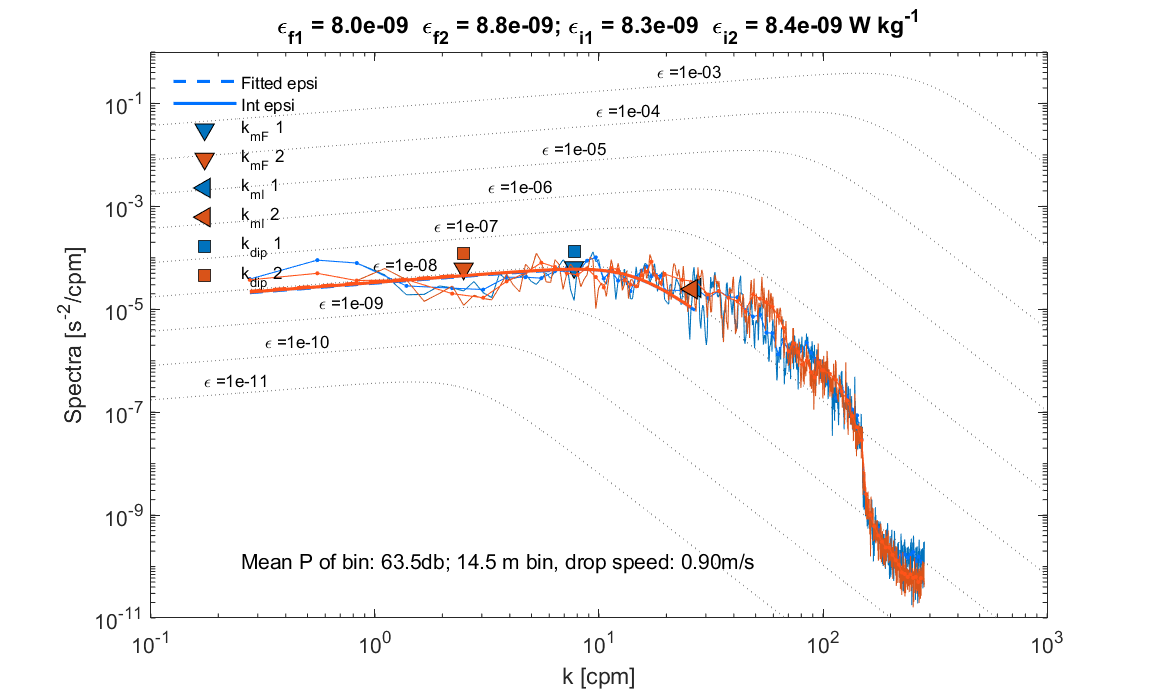 ϵf1 = 8.0e-09 ϵf2 = 8.8e-09; ϵi1 = 8.3e-09 ϵi2 = 8.4e-09 W kg-1
Fitted epsi
Int epsi
kmF 1
kmF 2
kmI 1
kmI 2
kdip 1
kdip 2
ϵ =1e-03
ϵ =1e-04
ϵ =1e-05
ϵ =1e-06
ϵ =1e-07
ϵ =1e-08
ϵ =1e-09
ϵ =1e-10
ϵ =1e-11
Mean P of bin: 63.5db; 14.5 m bin, drop speed: 0.90m/s
Spectra [s-2/cpm]
10-1
10-3
10-5
10-7
10-9
10-11
10-1 100 101 102 103
k [cpm]